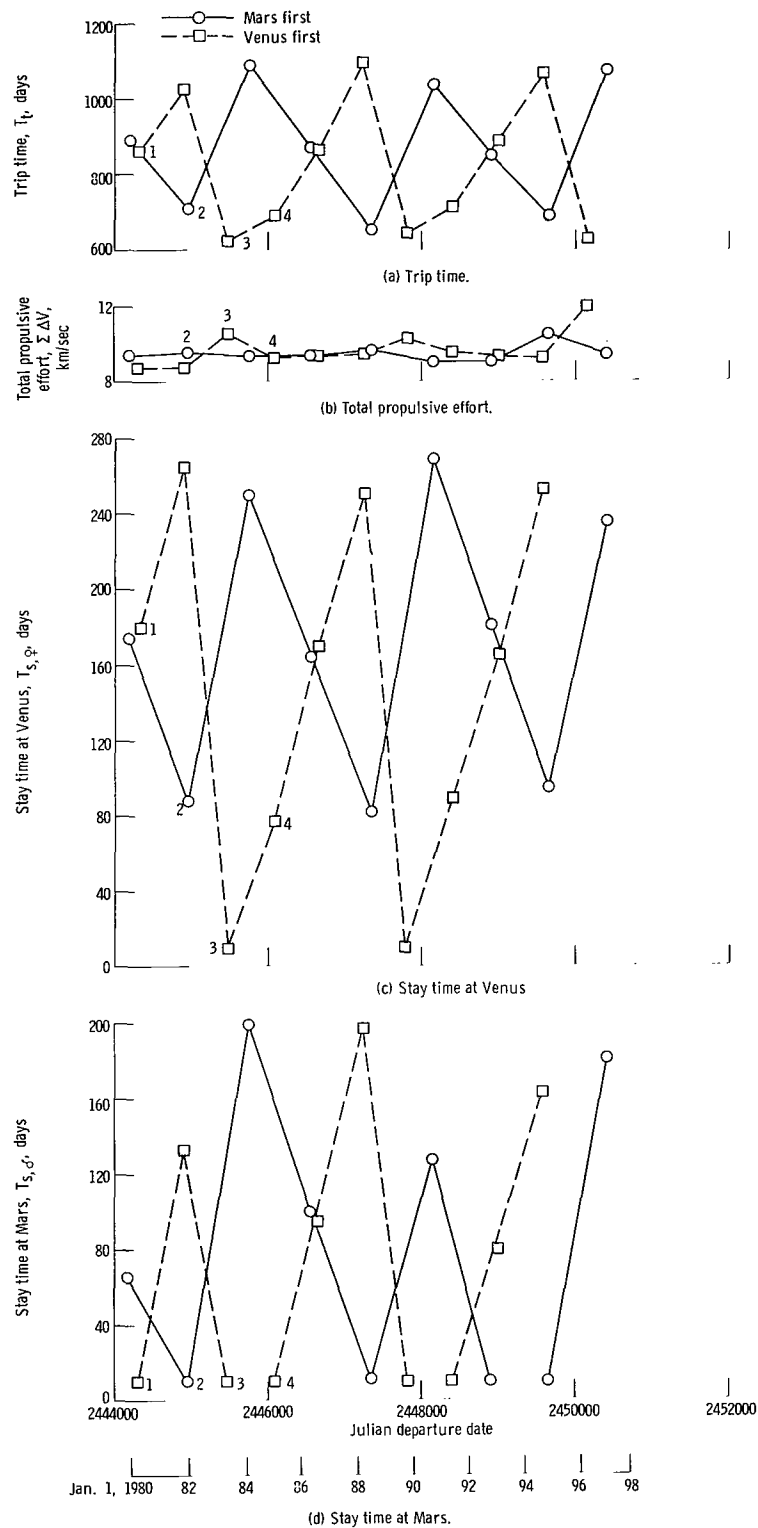 Mars first
Venus first
1200
1000
800
600
Trip time, Tt, days
1
2
3
4
(a) Trip time.
12
8
Total propulsive
effort, Σ ΔV,
km/sec
2
3
4
(b) Total propulsive effort.
280
240
200
160
120
80
40
0
Stay time at Venus, Ts,♀, days
1
2
3
4
(c) Stay time at Venus
200
160
120
80
40
0
Stay time at Mars, Ts,♂, days
1
2
3
4
2444000 2446000 2448000 2450000 2452000
Julian departure date
Jan. 1, 1980 82 84 86 88 90 92 94 96 98
(d) Stay time at Mars.